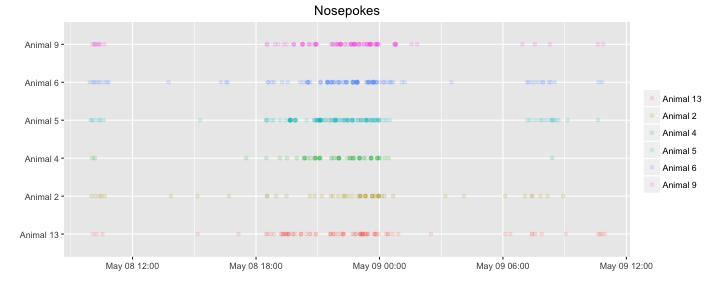 Nosepokes
Animal 9
Animal 6
Animal 5
Animal 4
Animal 2
Animal 13
May 08 12:00
May 08 18:00
May 09 00:00
May 09 06:00
May 09 12:00
Animal 13
Animal 2
Animal 4
Animal 5
Animal 6
Animal 9